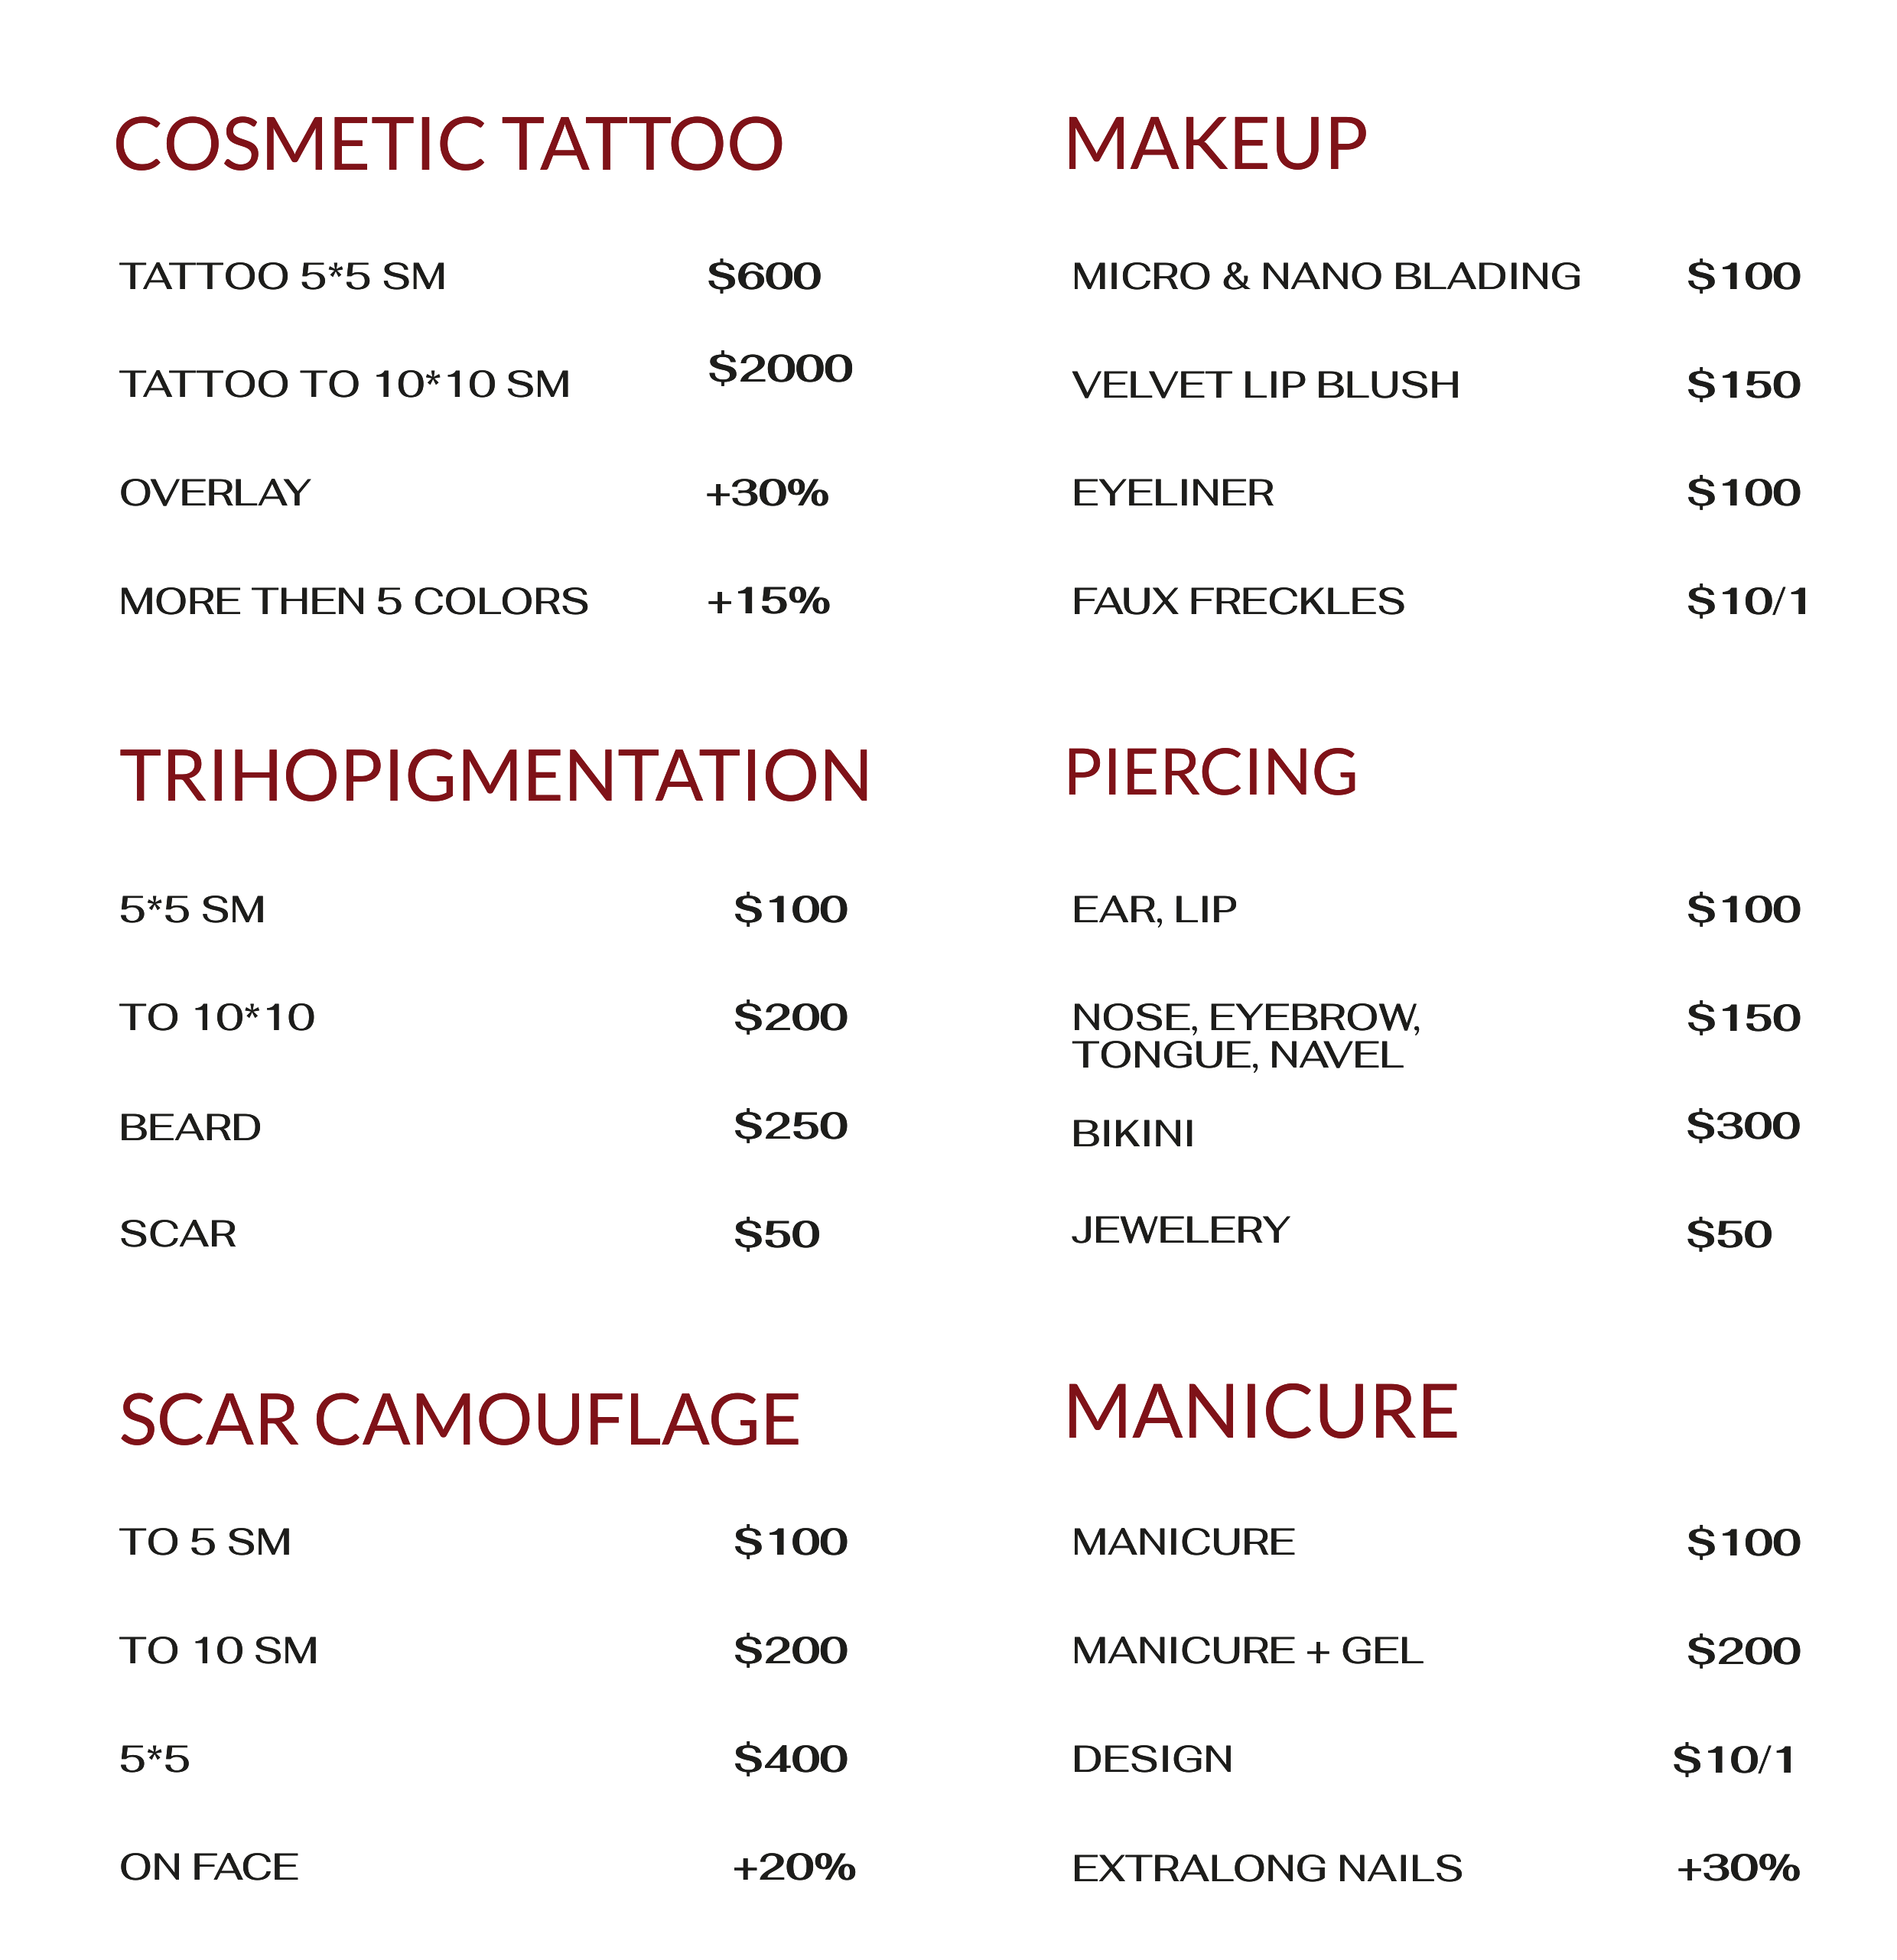 COSMETIC TATTOO
TATTOO 5*5 SM $600
TATTOO TO 10*10 SM $2000
OVERLAY +30%
MORE THEN 5 COLORS +15%
MAKEUP
MICRO & NANO BLADING $100
VELVET LIP BLUSH $150
EYELINER $100
FAUX FRECKLES $10/1
TRIHOPIGMENTATION
5*5 SM $100
TO 10*10 $200
BEARD $250
SCAR $50
PIERCING
EAR, LIP $100
NOSE, EYEBROW, $150
TONGUE, NAVEL
BIKINI $300
JEWELERY $50
SCAR CAMOUFLAGE
TO 5 SM $100
TO 10 SM $200
5*5 $400
ON FACE +20%
MANICURE
MANICURE $100
MANICURE + GEL $200
DESIGN $10/1
EXTRALONG NAILS +30%